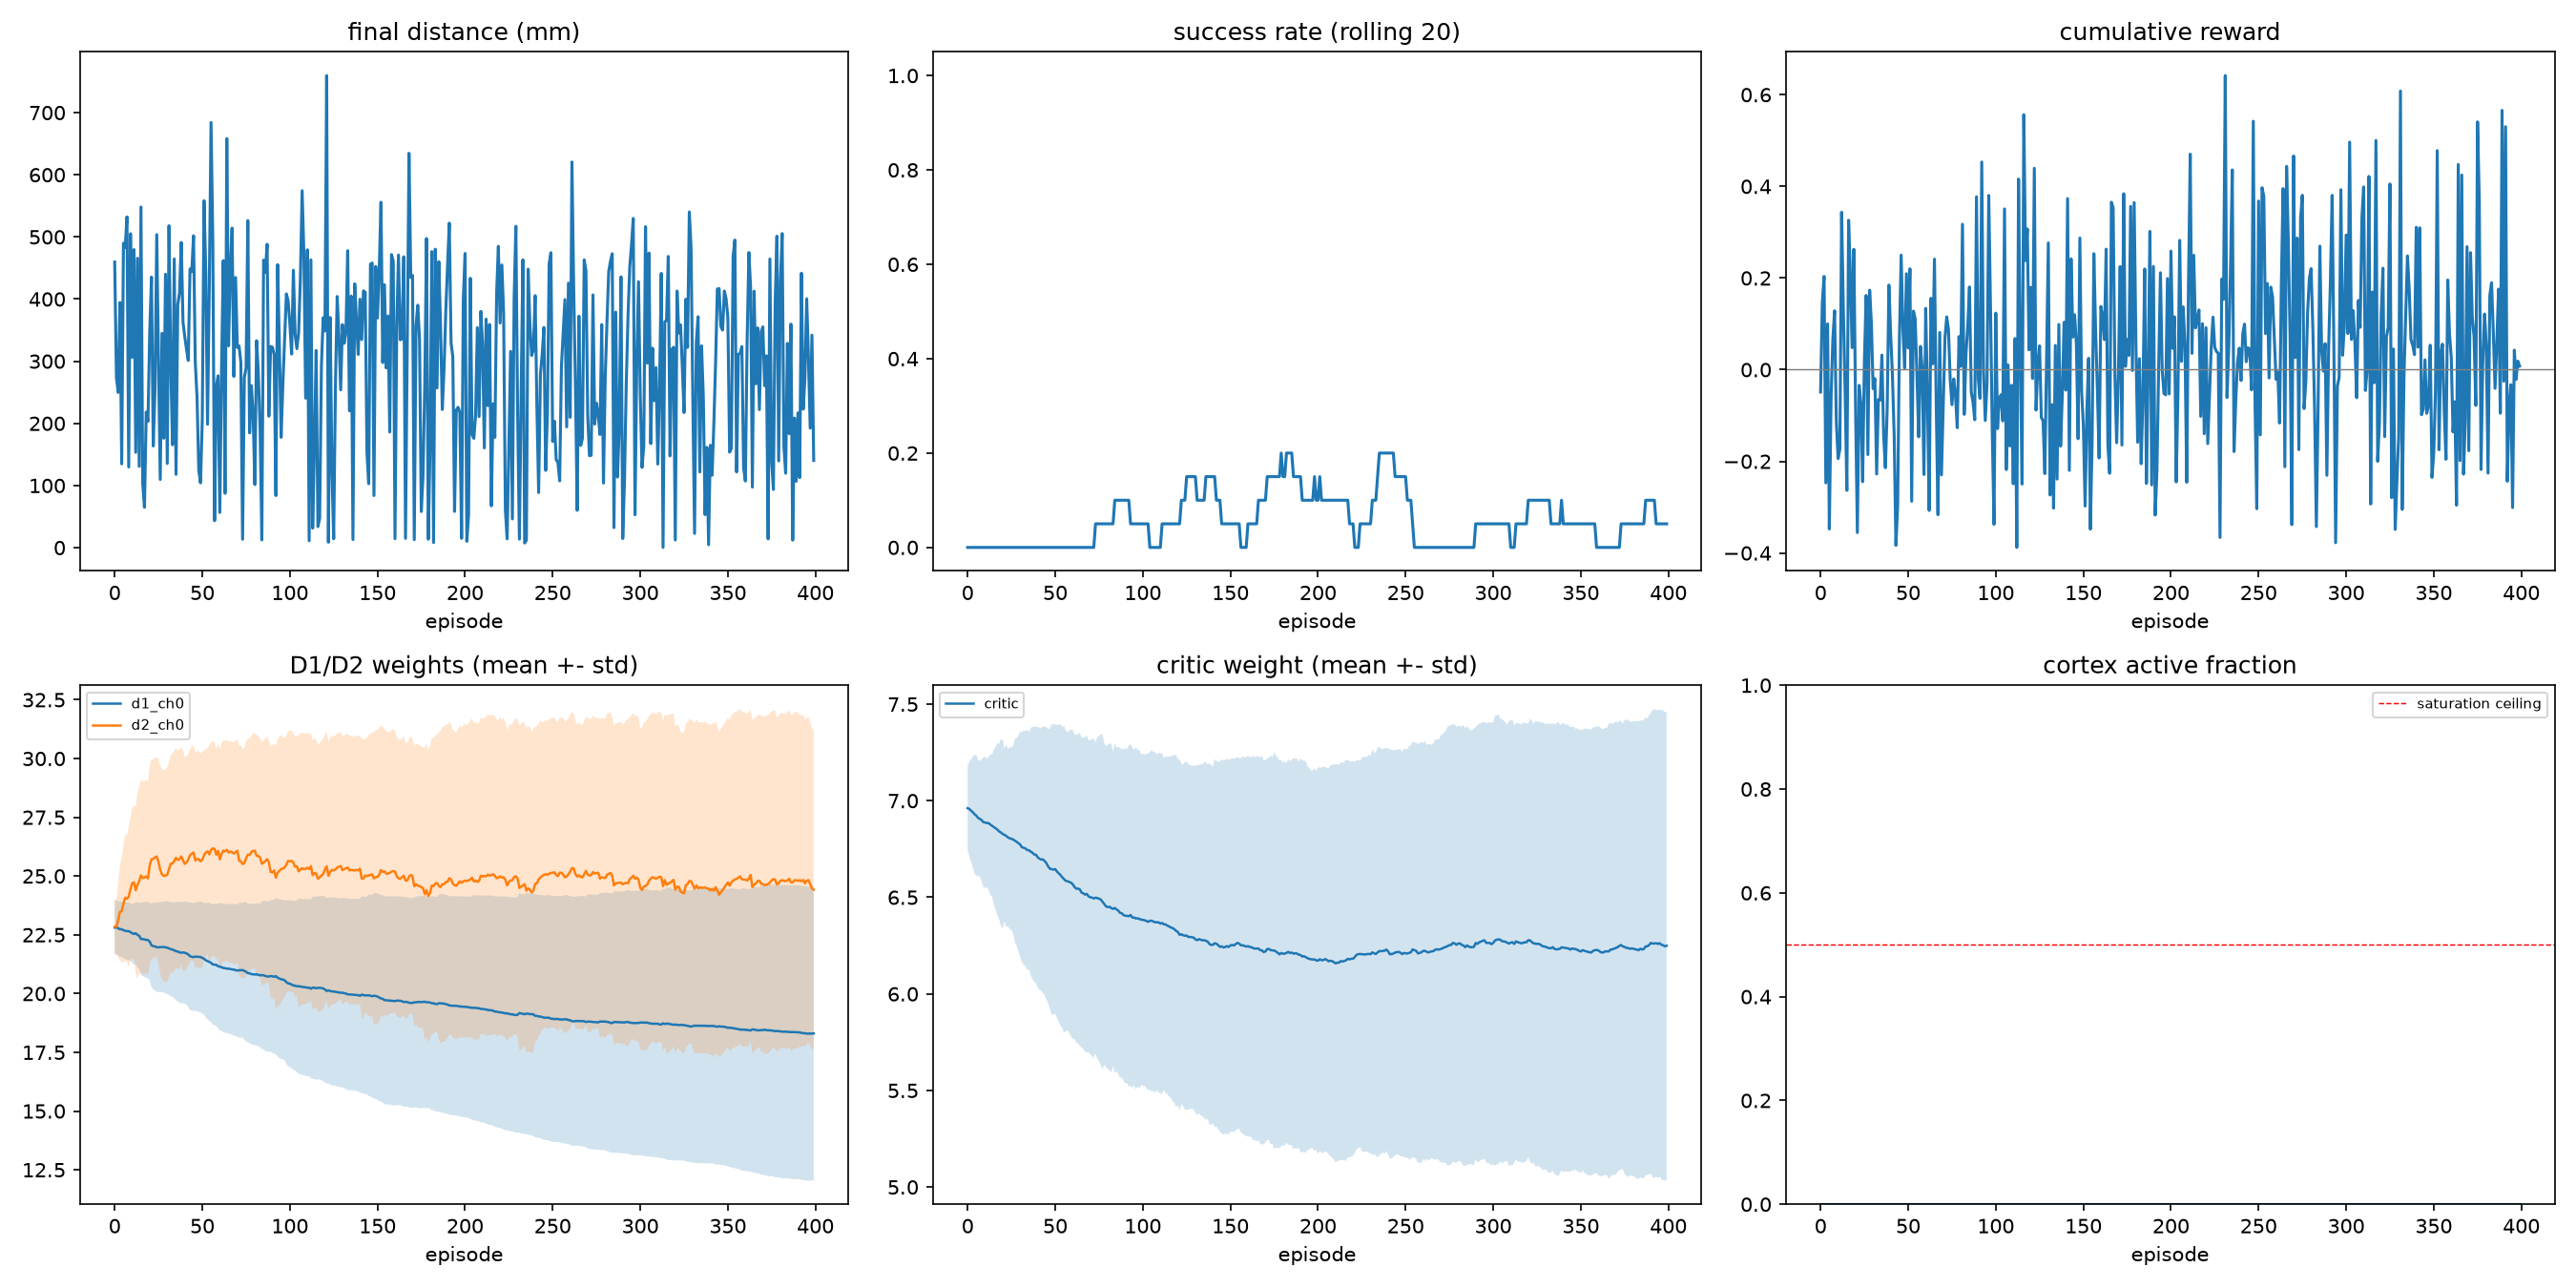 final distance (mm)
700
600
500
400
300
200
100
0
0 50 100 150 200 250 300 350 400
episode
success rate (rolling 20)
1.0
0.8
0.6
0.4
0.2
0.0
0 50 100 150 200 250 300 350 400
episode
cumulative reward
0.6
0.4
0.2
0.0
−0.2
−0.4
0 50 100 150 200 250 300 350 400
episode
D1/D2 weights (mean +- std)
d1_ch0
d2_ch0
32.5
30.0
27.5
25.0
22.5
20.0
17.5
15.0
12.5
0 50 100 150 200 250 300 350 400
episode
critic weight (mean +- std)
critic
7.5
7.0
6.5
6.0
5.5
5.0
0 50 100 150 200 250 300 350 400
episode
cortex active fraction
saturation ceiling
1.0
0.8
0.6
0.4
0.2
0.0
0 50 100 150 200 250 300 350 400
episode